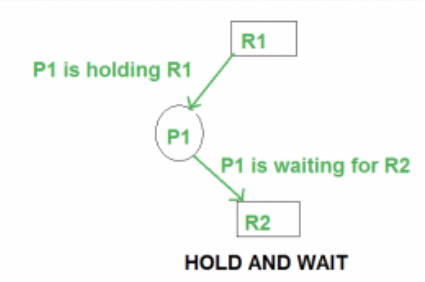 R1
P1 is holding R1
P1
P1 is waiting for R2
R2
HOLD AND WAIT